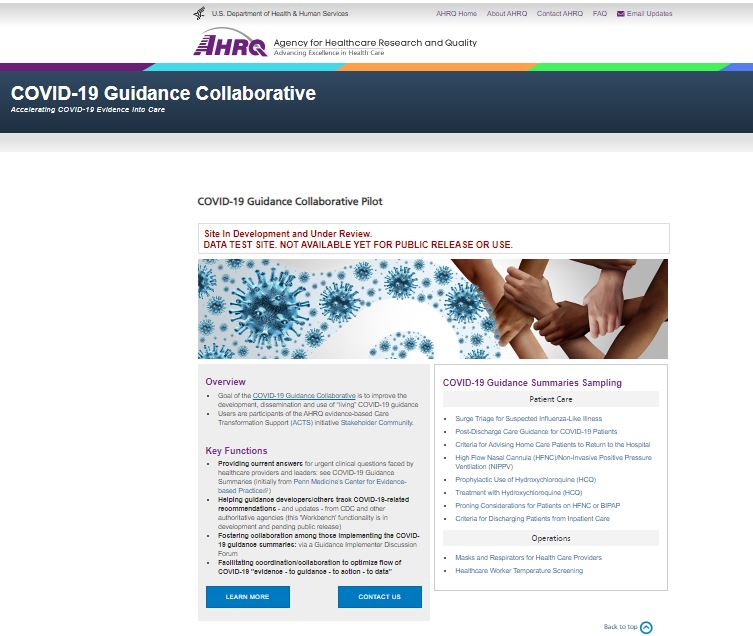 U.S. Department of Health & Human Services
AHRQ Home About AHRQ Contact AHRQ FAQ Email Updates
AHRQ
Agency for Healthcare Research and Quality
Advancing Excellence in Health Care
COVID-19 Guidance Collaborative
Accelerating COVID-19 Evidence Into Care
COVID-19 Guidance Collaborative Pilot
Site In Development and Under Review.
DATA TEST SITE. NOT AVAILABLE YET FOR PUBLIC RELEASE OR USE.
Overview
• Goal of the COVID-19 Guidance Collaborative is to improve the
development, dissemination and use of "living" COVID-19 guidance
• Users are participants of the AHRQ evidence-based Care
Transformation Support (ACTS) initiative Stakeholder Community.
Key Functions
• Providing current answers for urgent clinical questions faced by
healthcare providers and leaders: see COVID-19 Guidance
Summaries (initially from Penn Medicine's Center for Evidence-
based Practice)
• Helping guidance developers/others track COVID-19-related
recommendations - and updates - from CDC and other
authoritative agencies (this 'Workbench' functionality is in
development and pending public release)
• Fostering collaboration among those implementing the COVID-
19 guidance summaries: via a Guidance Implementer Discussion
Forum
• Facilitating coordination/collaboration to optimize flow of
COVID-19 "evidence - to guidance - to action - to data"
LEARN MORE
CONTACT US
COVID-19 Guidance Summaries Sampling
Patient Care
• Surge Triage for Suspected Influenza-Like Illness
• Post-Discharge Care Guidance for COVID-19 Patients
• Criteria for Advising Home Care Patients to Return to the Hospital
• High Flow Nasal Cannula (HFNC)/Non-Invasive Positive Pressure
Ventilation (NIPPV)
• Prophylactic Use of Hydroxychloroquine (HCQ)
• Treatment with Hydroxychloroquine (HCQ)
• Proning Considerations for Patients on HFNC or BIPAP
• Criteria for Discharging Patients from Inpatient Care
Operations
• Masks and Respirators for Health Care Providers
• Healthcare Worker Temperature Screening
Back to top